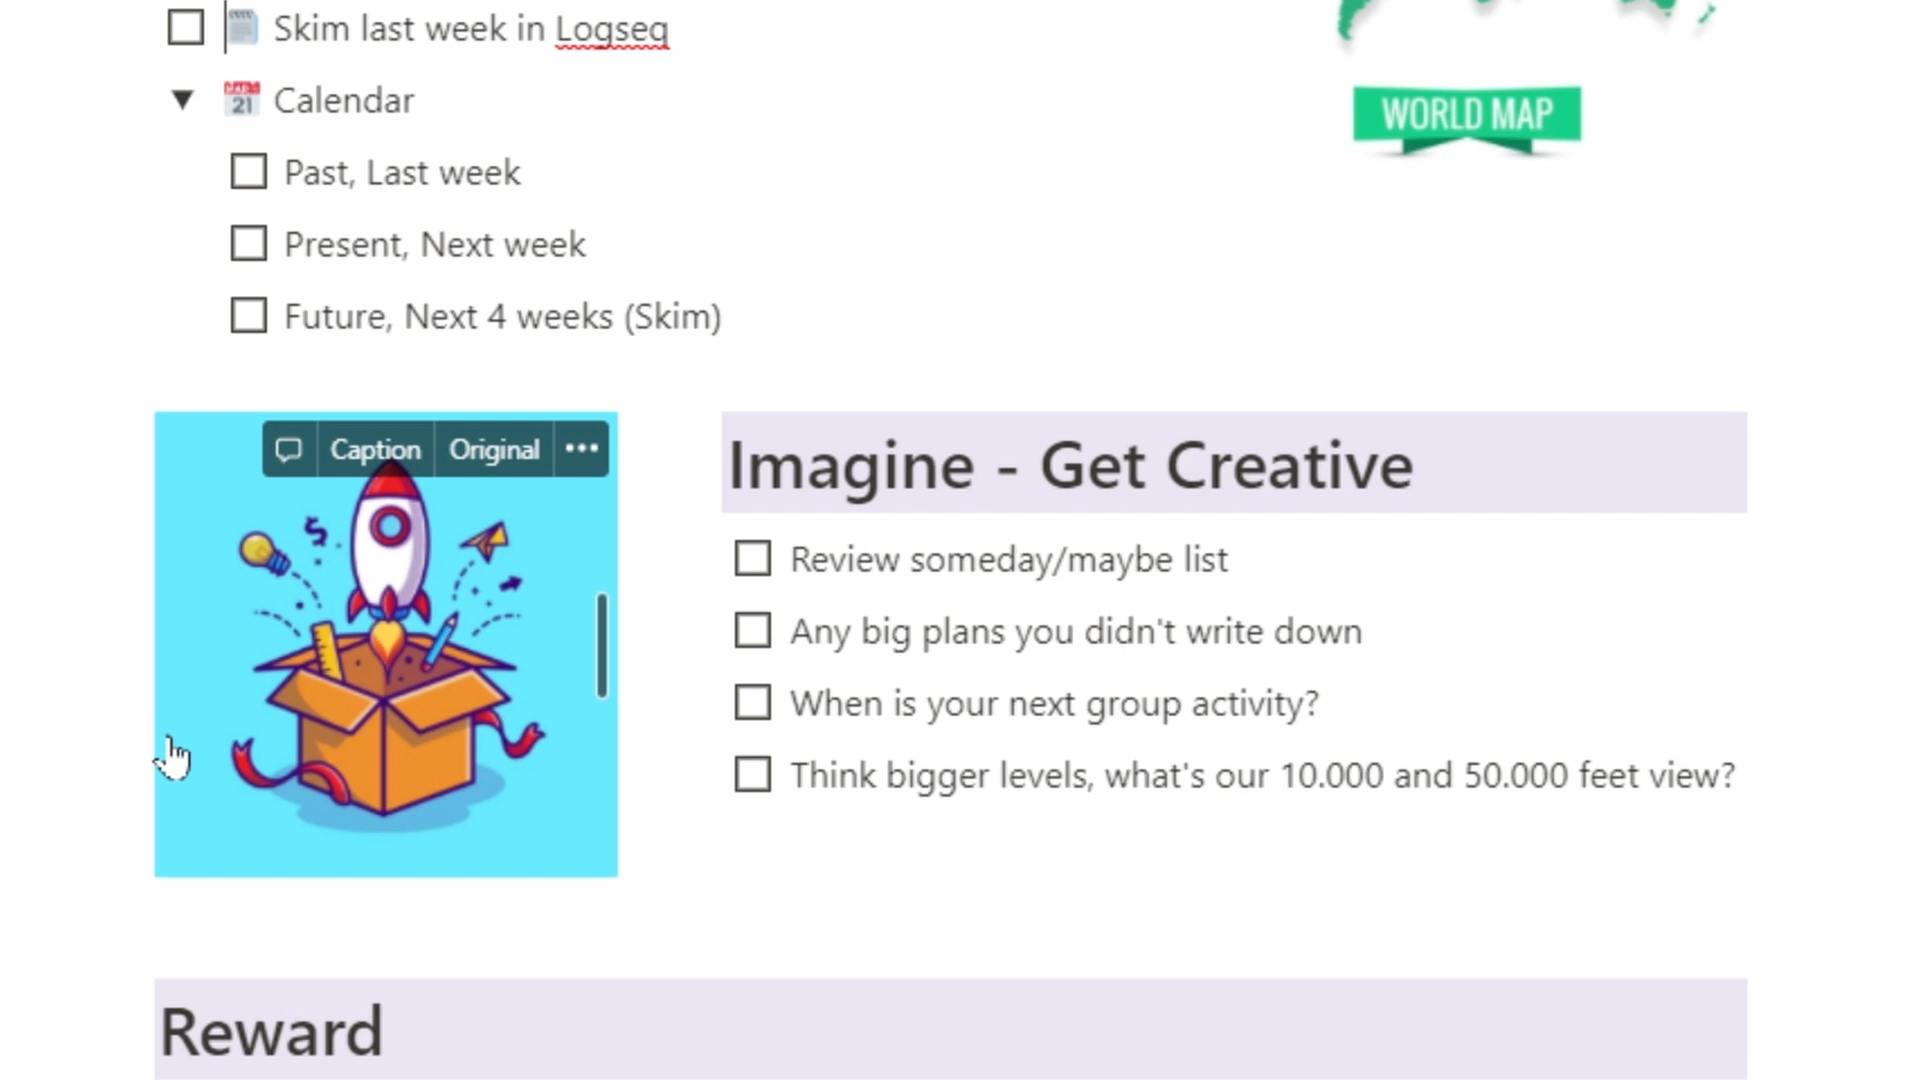 Skim last week in Logseq
Calendar
Past, Last week
Present, Next week
Future, Next 4 weeks (Skim)
WORLD MAP
Caption Original •••
Imagine - Get Creative
Review someday/maybe list
Any big plans you didn't write down
When is your next group activity?
Think bigger levels, what's our 10.000 and 50.000 feet view?
Reward